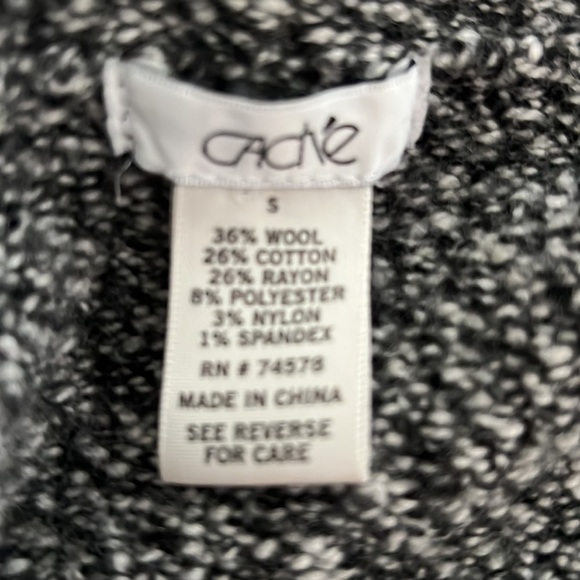 CACHÉ
S
36% WOOL
26% COTTON
26% RAYON
8% POLYESTER
3% NYLON
1% SPANDEX
RN # 74578
MADE IN CHINA
SEE REVERSE
FOR CARE